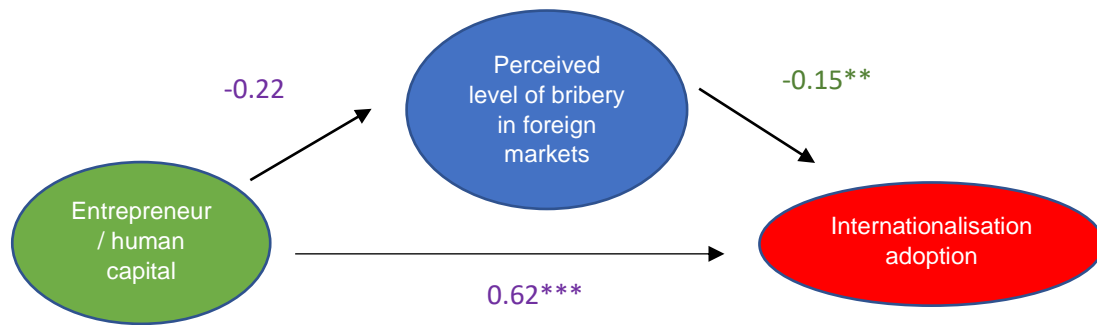 Perceived
level of bribery
in foreign
markets
-0.22
-0.15**
Entrepreneur
/ human
capital
Internationalisation
adoption
0.62***